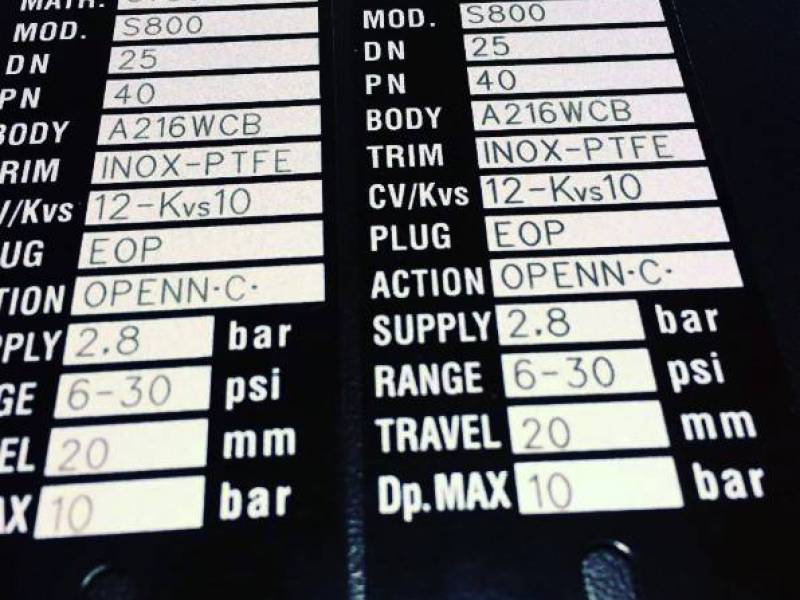 MATR.
MOD. S800
DN 25
PN 40
BODY A216WCB
TRIM INOX-PTFE
CV/Kvs 12-Kvs10
PLUG EOP
ACTION OPENN·C·
SUPPLY 2.8 bar
RANGE 6-30 psi
TRAVEL 20 mm
Dp.MAX 10 bar
MOD. S800
DN 25
PN 40
BODY A216WCB
TRIM INOX-PTFE
CV/Kvs 12-Kvs10
PLUG EOP
ACTION OPENN·C·
SUPPLY 2.8 bar
RANGE 6-30 psi
TRAVEL 20 mm
Dp.MAX 10 bar